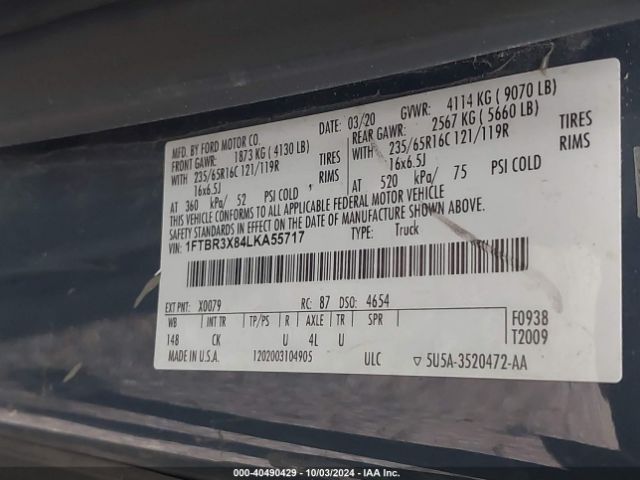 MFD. BY FORD MOTOR CO.
DATE: 03/20 GVWR: 4114 KG ( 9070 LB)
FRONT GAWR: 1873 KG ( 4130 LB)
REAR GAWR: 2567 KG ( 5660 LB)
WITH 235/65R16C 121/119R TIRES
WITH 235/65R16C 121/119R TIRES
16x6.5J RIMS
16x6.5J RIMS
AT 360 kPa/ 52 PSI COLD
AT 520 kPa/ 75 PSI COLD
THIS VEHICLE CONFORMS TO ALL APPLICABLE FEDERAL MOTOR VEHICLE
SAFETY STANDARDS IN EFFECT ON THE DATE OF MANUFACTURE SHOWN ABOVE.
VIN: 1FTBR3X84LKA55717 TYPE: Truck
EXT PNT: X0079 RC: 87 DSO: 4654
WB INT TR TP/PS R AXLE TR SPR F0938
148 CK U 4L U T2009
MADE IN U.S.A. 1202003104905 ULC ▽ 5U5A-3520472-AA
000-40490429 - 10/03/2024 - IAA Inc.